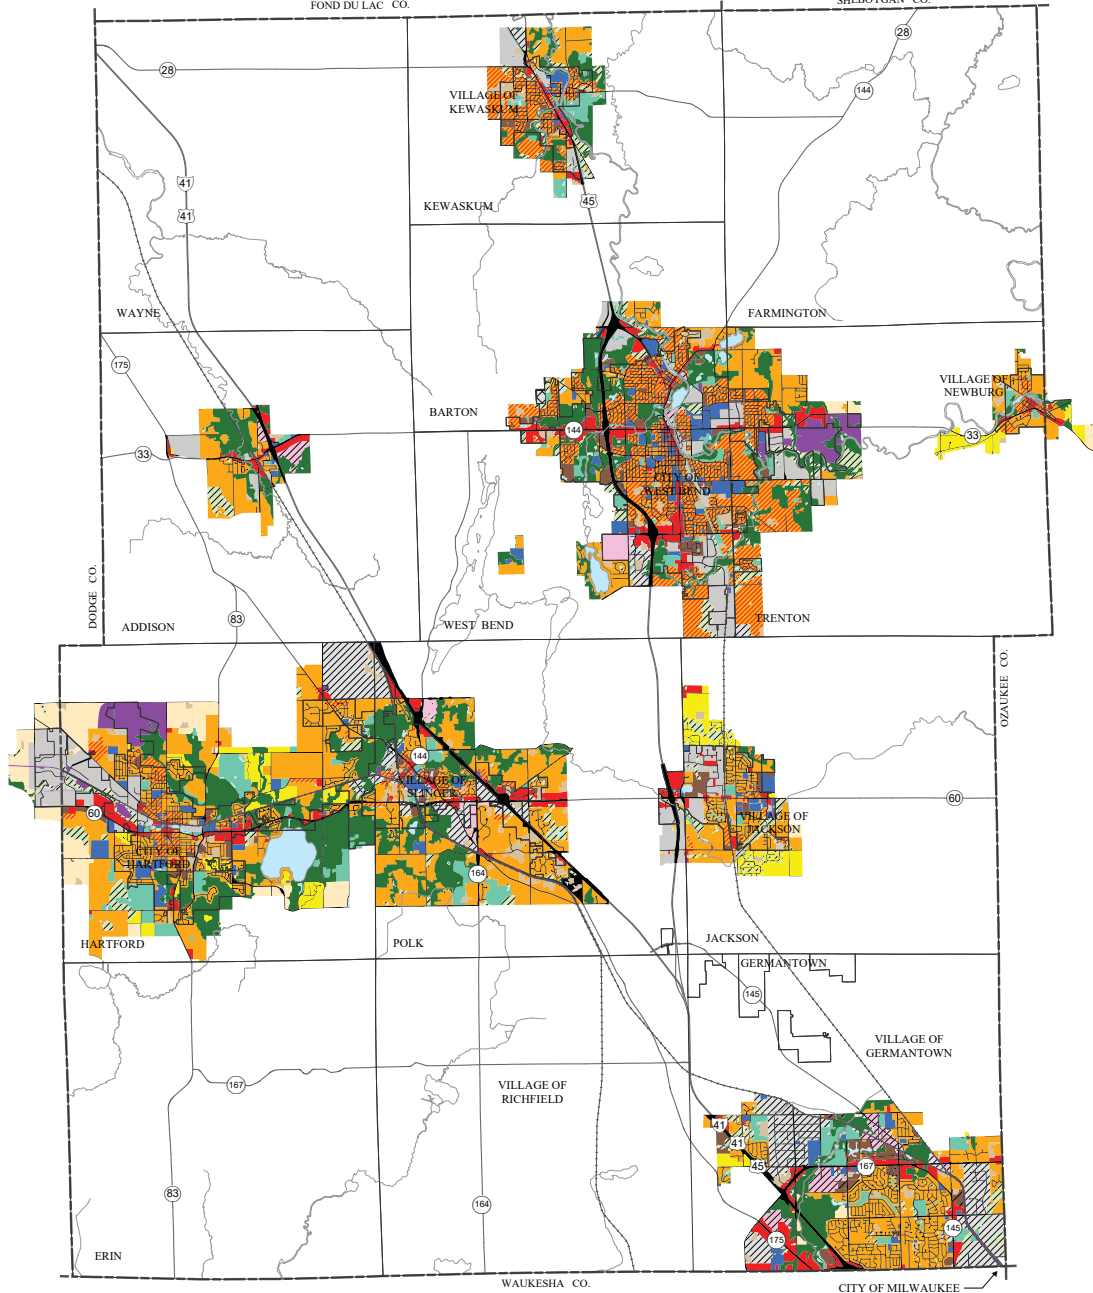 FOND DU LAC CO.
SHEBOYGAN CO.
28
28
144
VILLAGE OF
KEWASKUM
41
41
KEWASKUM
45
WAYNE
FARMINGTON
175
VILLAGE OF
NEWBURG
BARTON
144
33
33
CITY OF
WEST BEND
DODGE CO.
ADDISON
83
WEST BEND
TRENTON
OZAUKEE CO.
144
VILLAGE OF
SLINGER
60
60
VILLAGE OF
JACKSON
CITY OF
HARTFORD
164
HARTFORD
POLK
JACKSON
GERMANTOWN
145
VILLAGE OF
GERMANTOWN
167
VILLAGE OF
RICHFIELD
41
41
45
167
83
164
145
175
ERIN
WAUKESHA CO.
CITY OF MILWAUKEE